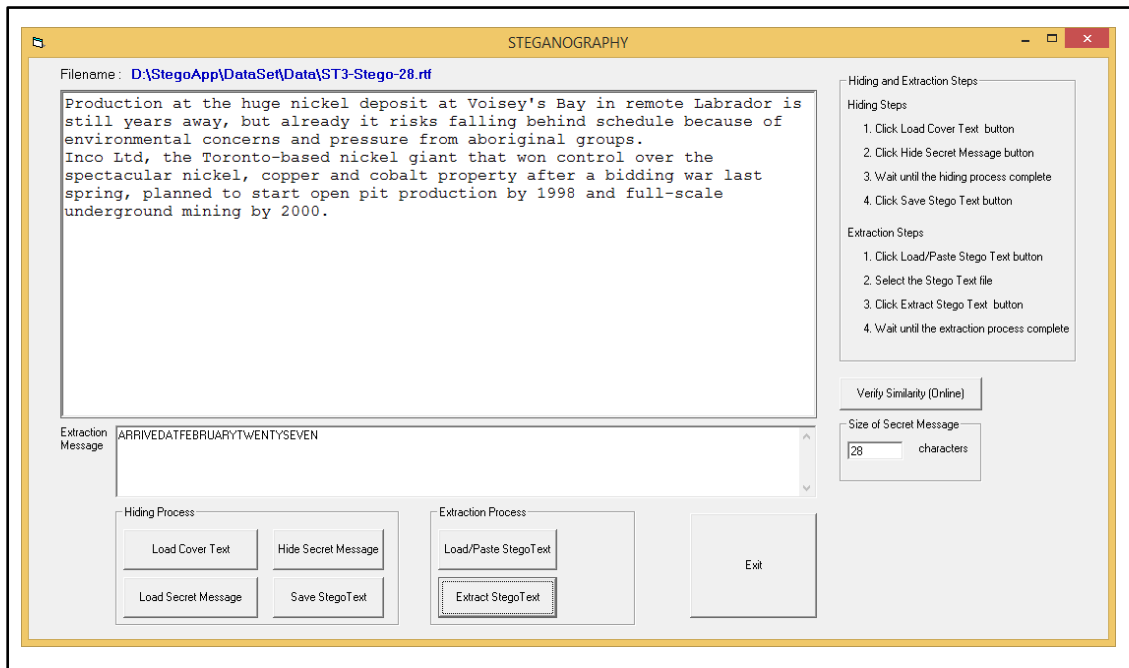 STEGANOGRAPHY
Filename : D:\StegoApp\DataSet\Data\ST3-Stego-28.rtf
Production at the huge nickel deposit at Voisey's Bay in remote Labrador is
still years away, but already it risks falling behind schedule because of
environmental concerns and pressure from aboriginal groups.
Inco Ltd, the Toronto-based nickel giant that won control over the
spectacular nickel, copper and cobalt property after a bidding war last
spring, planned to start open pit production by 1998 and full-scale
underground mining by 2000.
Hiding and Extraction Steps
Hiding Steps
1. Click Load Cover Text button
2. Click Hide Secret Message button
3. Wait until the hiding process complete
4. Click Save Stego Text button
Extraction Steps
1. Click Load/Paste Stego Text button
2. Select the Stego Text file
3. Click Extract Stego Text button
4. Wait until the extraction process complete
Verify Similarity (Online)
Size of Secret Message
28 characters
Extraction
Message
ARRIVEDATFEBRUARYTWENTYSEVEN
Hiding Process
Load Cover Text
Hide Secret Message
Load Secret Message
Save StegoText
Extraction Process
Load/Paste StegoText
Extract StegoText
Exit